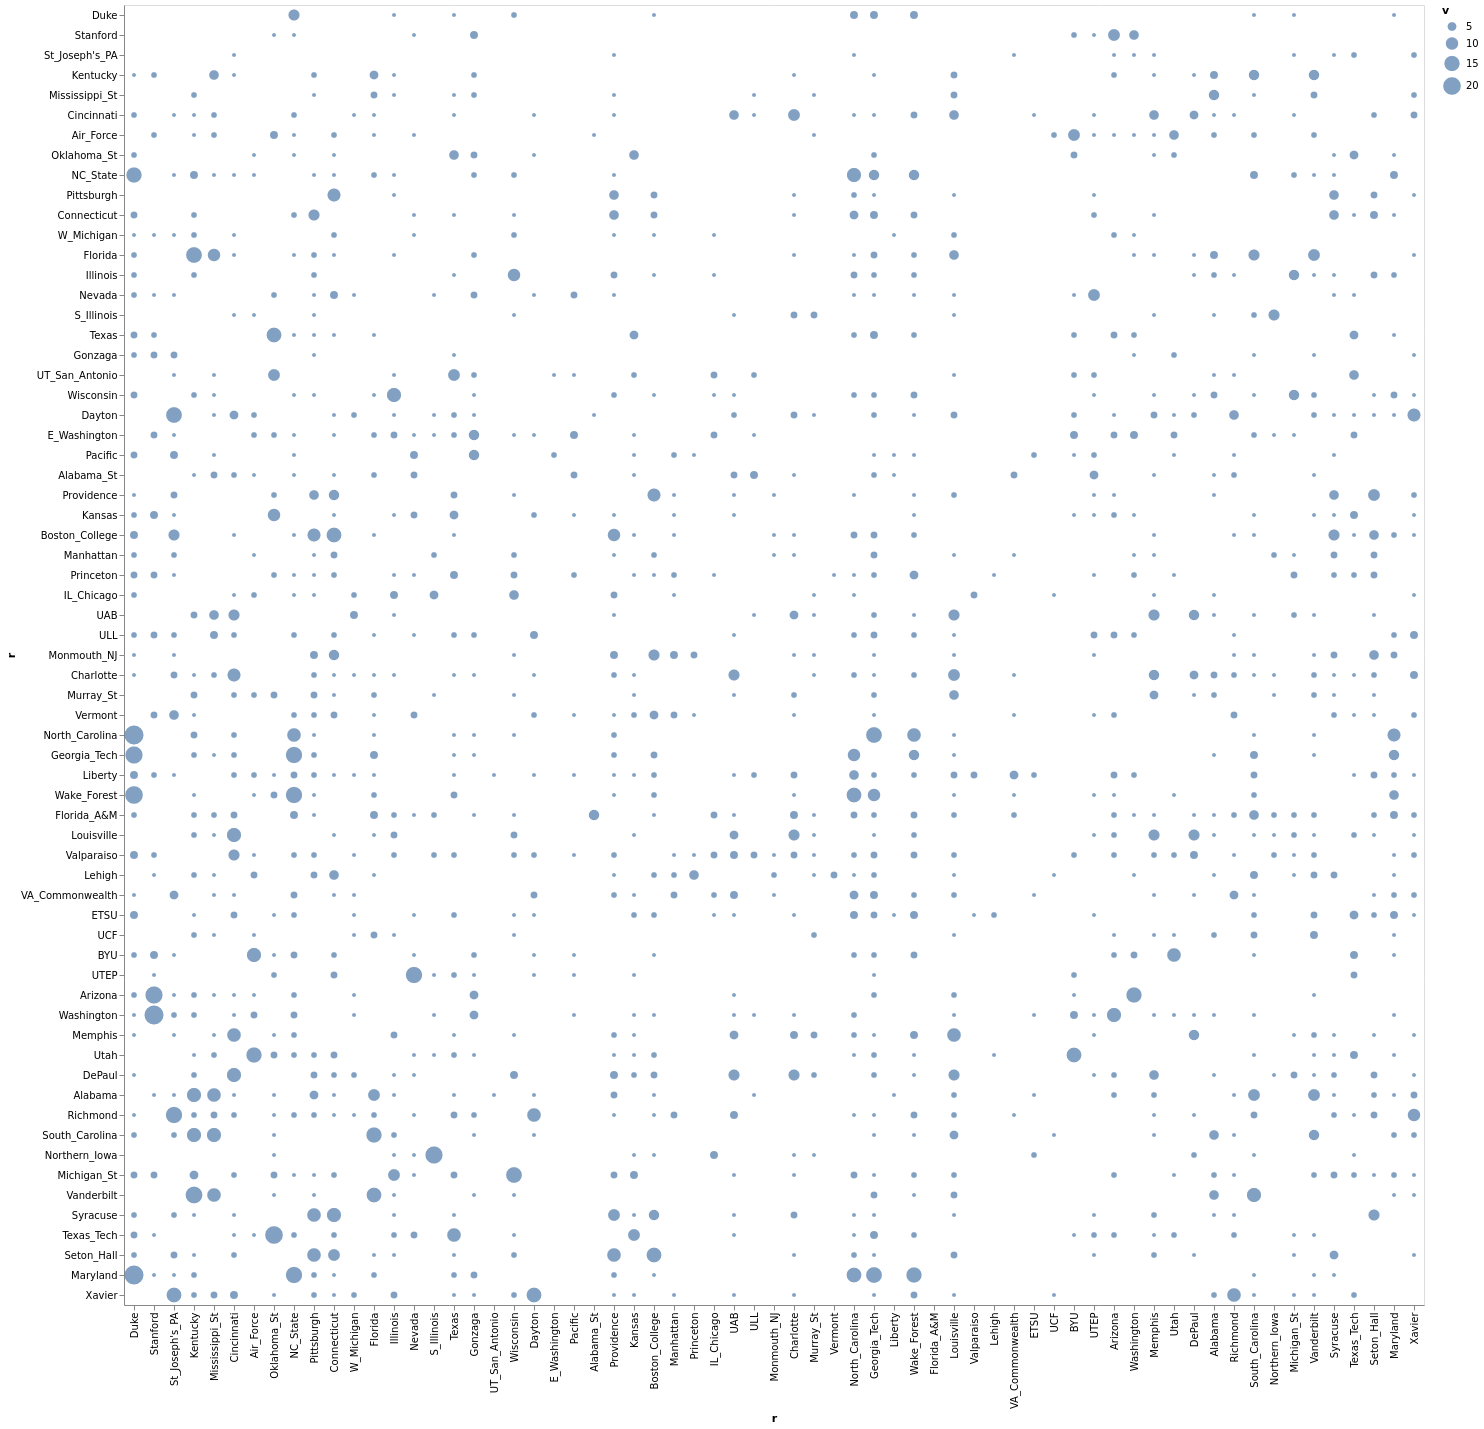 v
5
10
15
20
r
Duke
Stanford
St_Joseph's_PA
Kentucky
Mississippi_St
Cincinnati
Air_Force
Oklahoma_St
NC_State
Pittsburgh
Connecticut
W_Michigan
Florida
Illinois
Nevada
S_Illinois
Texas
Gonzaga
UT_San_Antonio
Wisconsin
Dayton
E_Washington
Pacific
Alabama_St
Providence
Kansas
Boston_College
Manhattan
Princeton
IL_Chicago
UAB
ULL
Monmouth_NJ
Charlotte
Murray_St
Vermont
North_Carolina
Georgia_Tech
Liberty
Wake_Forest
Florida_A&M
Louisville
Valparaiso
Lehigh
VA_Commonwealth
ETSU
UCF
BYU
UTEP
Arizona
Washington
Memphis
Utah
DePaul
Alabama
Richmond
South_Carolina
Northern_Iowa
Michigan_St
Vanderbilt
Syracuse
Texas_Tech
Seton_Hall
Maryland
Xavier
Duke
Stanford
St_Joseph's_PA
Kentucky
Mississippi_St
Cincinnati
Air_Force
Oklahoma_St
NC_State
Pittsburgh
Connecticut
W_Michigan
Florida
Illinois
Nevada
S_Illinois
Texas
Gonzaga
UT_San_Antonio
Wisconsin
Dayton
E_Washington
Pacific
Alabama_St
Providence
Kansas
Boston_College
Manhattan
Princeton
IL_Chicago
UAB
ULL
Monmouth_NJ
Charlotte
Murray_St
Vermont
North_Carolina
Georgia_Tech
Liberty
Wake_Forest
Florida_A&M
Louisville
Valparaiso
Lehigh
VA_Commonwealth
ETSU
UCF
BYU
UTEP
Arizona
Washington
Memphis
Utah
DePaul
Alabama
Richmond
South_Carolina
Northern_Iowa
Michigan_St
Vanderbilt
Syracuse
Texas_Tech
Seton_Hall
Maryland
Xavier
r